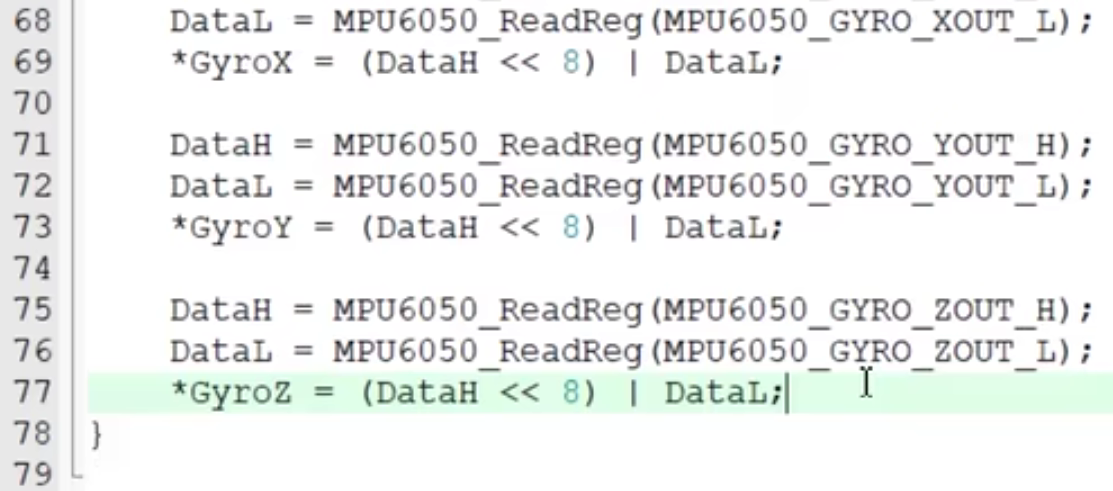 68 DataL = MPU6050_ReadReg(MPU6050_GYRO_XOUT_L);
69 *GyroX = (DataH << 8) | DataL;
70
71 DataH = MPU6050_ReadReg(MPU6050_GYRO_YOUT_H);
72 DataL = MPU6050_ReadReg(MPU6050_GYRO_YOUT_L);
73 *GyroY = (DataH << 8) | DataL;
74
75 DataH = MPU6050_ReadReg(MPU6050_GYRO_ZOUT_H);
76 DataL = MPU6050_ReadReg(MPU6050_GYRO_ZOUT_L);
77 *GyroZ = (DataH << 8) | DataL;
78 }
79